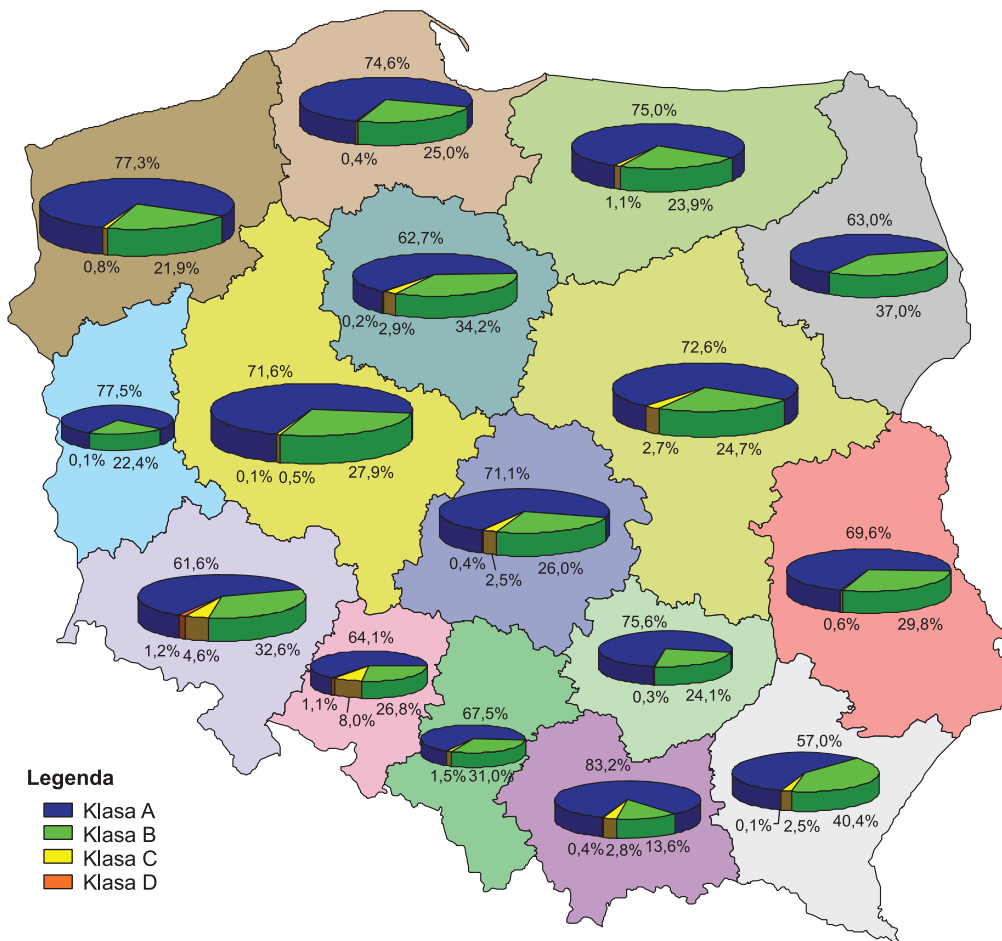 74,6%
0,4% 25,0%
75,0%
1,1% 23,9%
77,3%
0,8% 21,9%
62,7%
0,2% 2,9% 34,2%
63,0%
37,0%
77,5%
0,1% 22,4%
71,6%
0,1% 0,5% 27,9%
72,6%
2,7% 24,7%
71,1%
0,4% 2,5% 26,0%
69,6%
0,6% 29,8%
61,6%
1,2% 4,6% 32,6%
64,1%
1,1% 8,0% 26,8%
75,6%
0,3% 24,1%
67,5%
1,5% 31,0%
83,2%
0,4% 2,8% 13,6%
57,0%
0,1% 2,5% 40,4%
Legenda
Klasa A
Klasa B
Klasa C
Klasa D